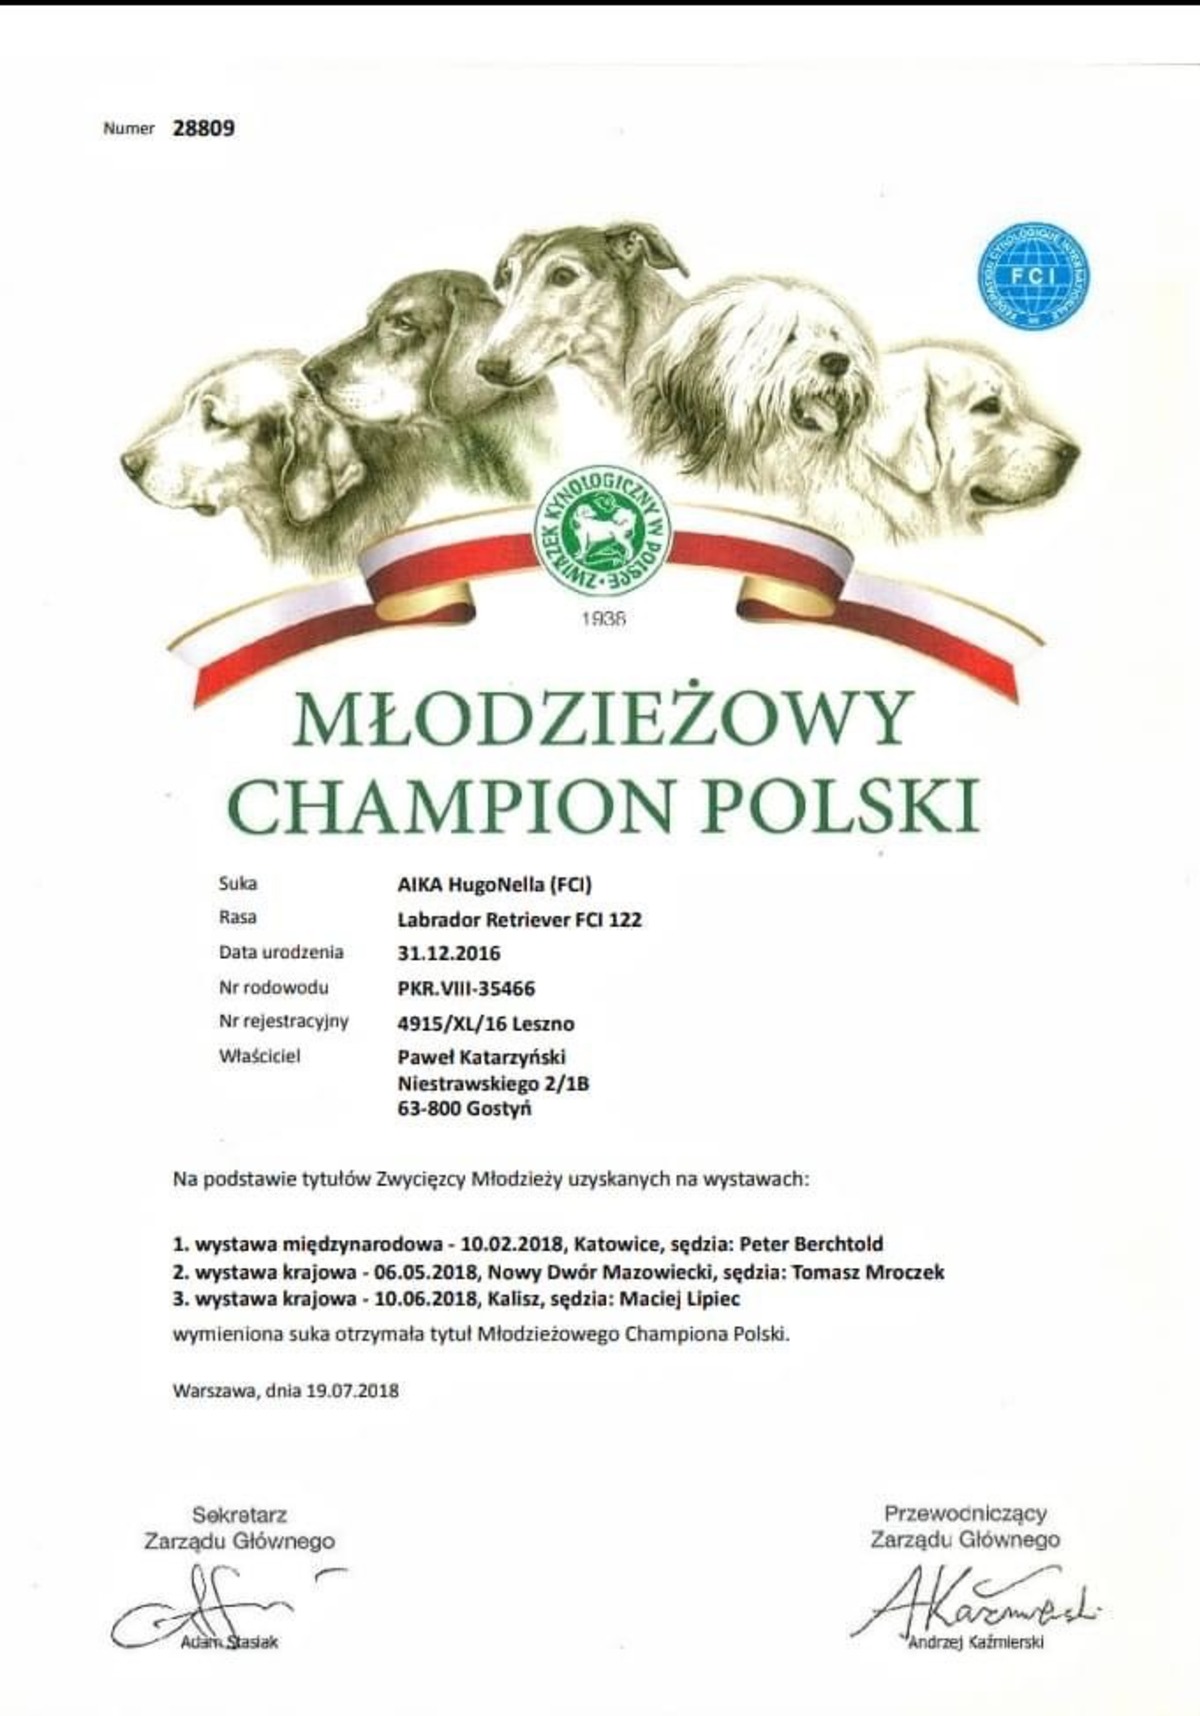 Numer 28809
FEDERATION CYNOLOGIQUE INTERNATIONALE
FCI
ZWIĄZEK KYNOLOGICZNY W POLSCE
1938
MŁODZIEŻOWY
CHAMPION POLSKI
Suka AIKA HugoNella (FCI)
Rasa Labrador Retriever FCI 122
Data urodzenia 31.12.2016
Nr rodowodu PKR.VIII-35466
Nr rejestracyjny 4915/XL/16 Leszno
Właściciel Paweł Katarzyński
Niestrawskiego 2/1B
63-800 Gostyń
Na podstawie tytułów Zwycięzcy Młodzieży uzyskanych na wystawach:
1. wystawa międzynarodowa - 10.02.2018, Katowice, sędzia: Peter Berchtold
2. wystawa krajowa - 06.05.2018, Nowy Dwór Mazowiecki, sędzia: Tomasz Mroczek
3. wystawa krajowa - 10.06.2018, Kalisz, sędzia: Maciej Lipiec
wymieniona suka otrzymała tytuł Młodzieżowego Championa Polski.
Warszawa, dnia 19.07.2018
Sekretarz
Zarządu Głównego
Adam Stasiak
Przewodniczący
Zarządu Głównego
AKaźmierski
Andrzej Kaźmierski